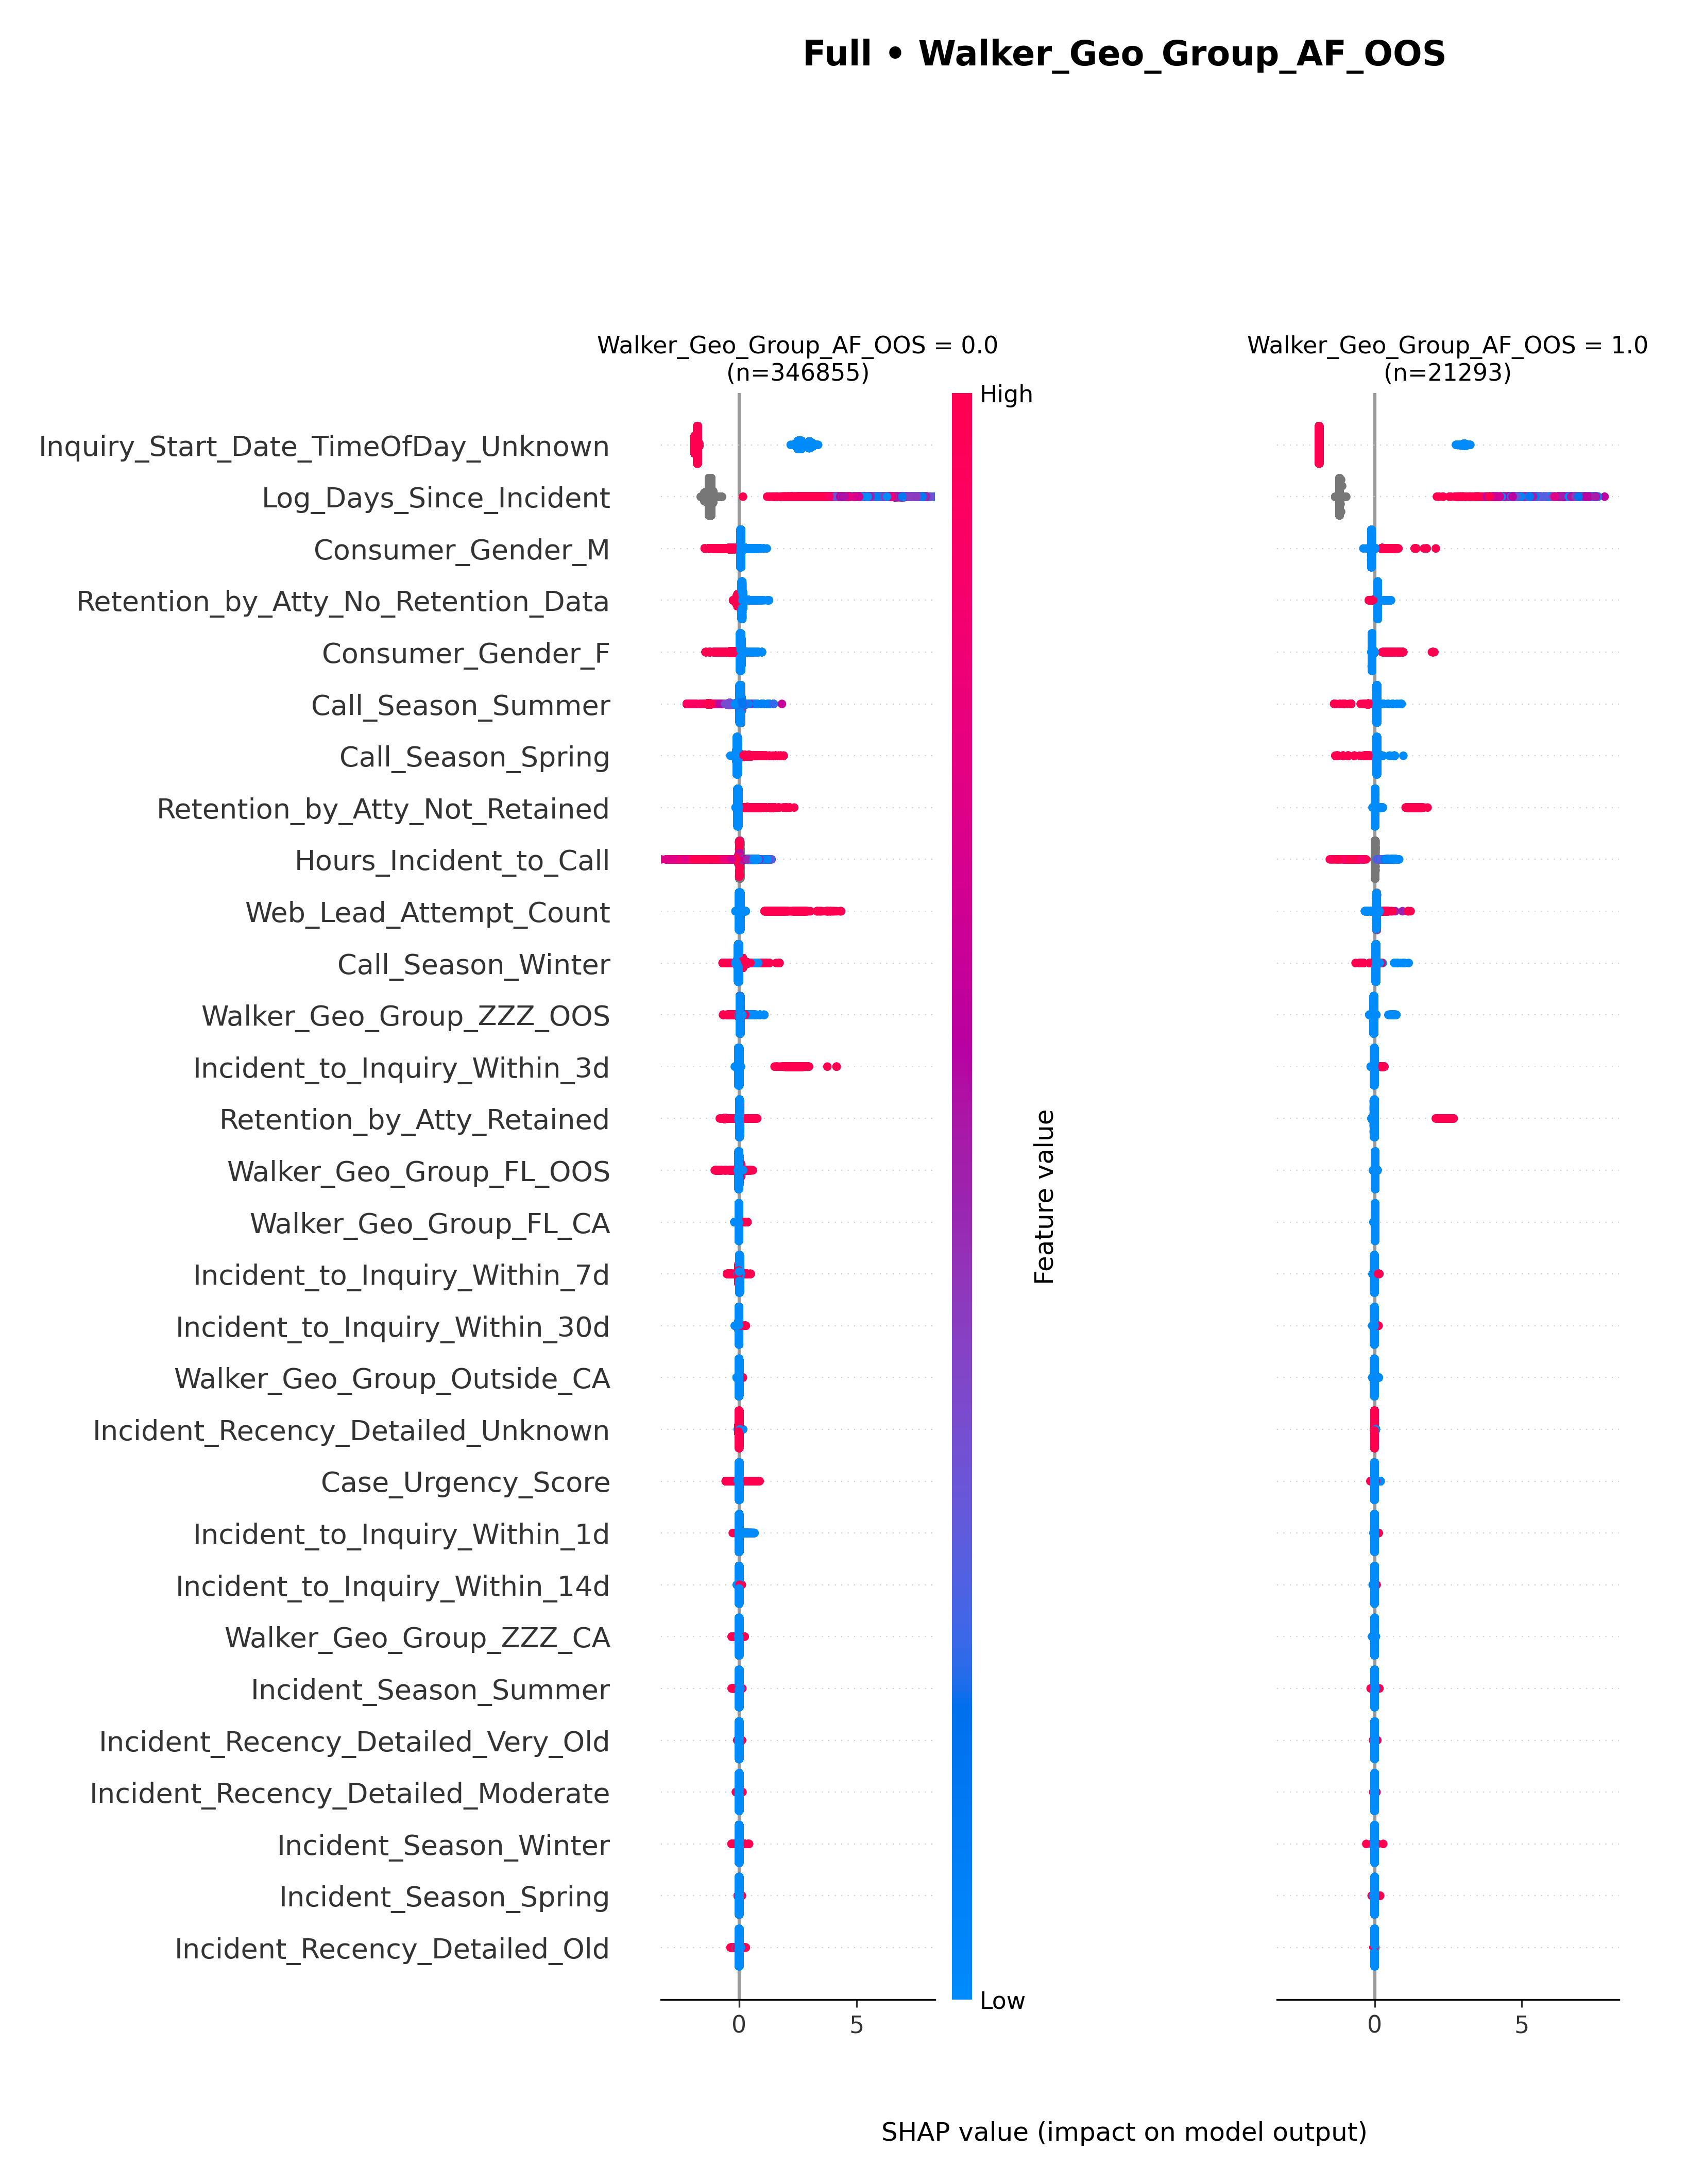 Full • Walker_Geo_Group_AF_OOS
Walker_Geo_Group_AF_OOS = 0.0
(n=346855)
Walker_Geo_Group_AF_OOS = 1.0
(n=21293)
High
Inquiry_Start_Date_TimeOfDay_Unknown
Log_Days_Since_Incident
Consumer_Gender_M
Retention_by_Atty_No_Retention_Data
Consumer_Gender_F
Call_Season_Summer
Call_Season_Spring
Retention_by_Atty_Not_Retained
Hours_Incident_to_Call
Web_Lead_Attempt_Count
Call_Season_Winter
Walker_Geo_Group_ZZZ_OOS
Incident_to_Inquiry_Within_3d
Retention_by_Atty_Retained
Walker_Geo_Group_FL_OOS
Walker_Geo_Group_FL_CA
Incident_to_Inquiry_Within_7d
Incident_to_Inquiry_Within_30d
Walker_Geo_Group_Outside_CA
Incident_Recency_Detailed_Unknown
Case_Urgency_Score
Incident_to_Inquiry_Within_1d
Incident_to_Inquiry_Within_14d
Walker_Geo_Group_ZZZ_CA
Incident_Season_Summer
Incident_Recency_Detailed_Very_Old
Incident_Recency_Detailed_Moderate
Incident_Season_Winter
Incident_Season_Spring
Incident_Recency_Detailed_Old
Feature value
Low
0 5
0 5
SHAP value (impact on model output)